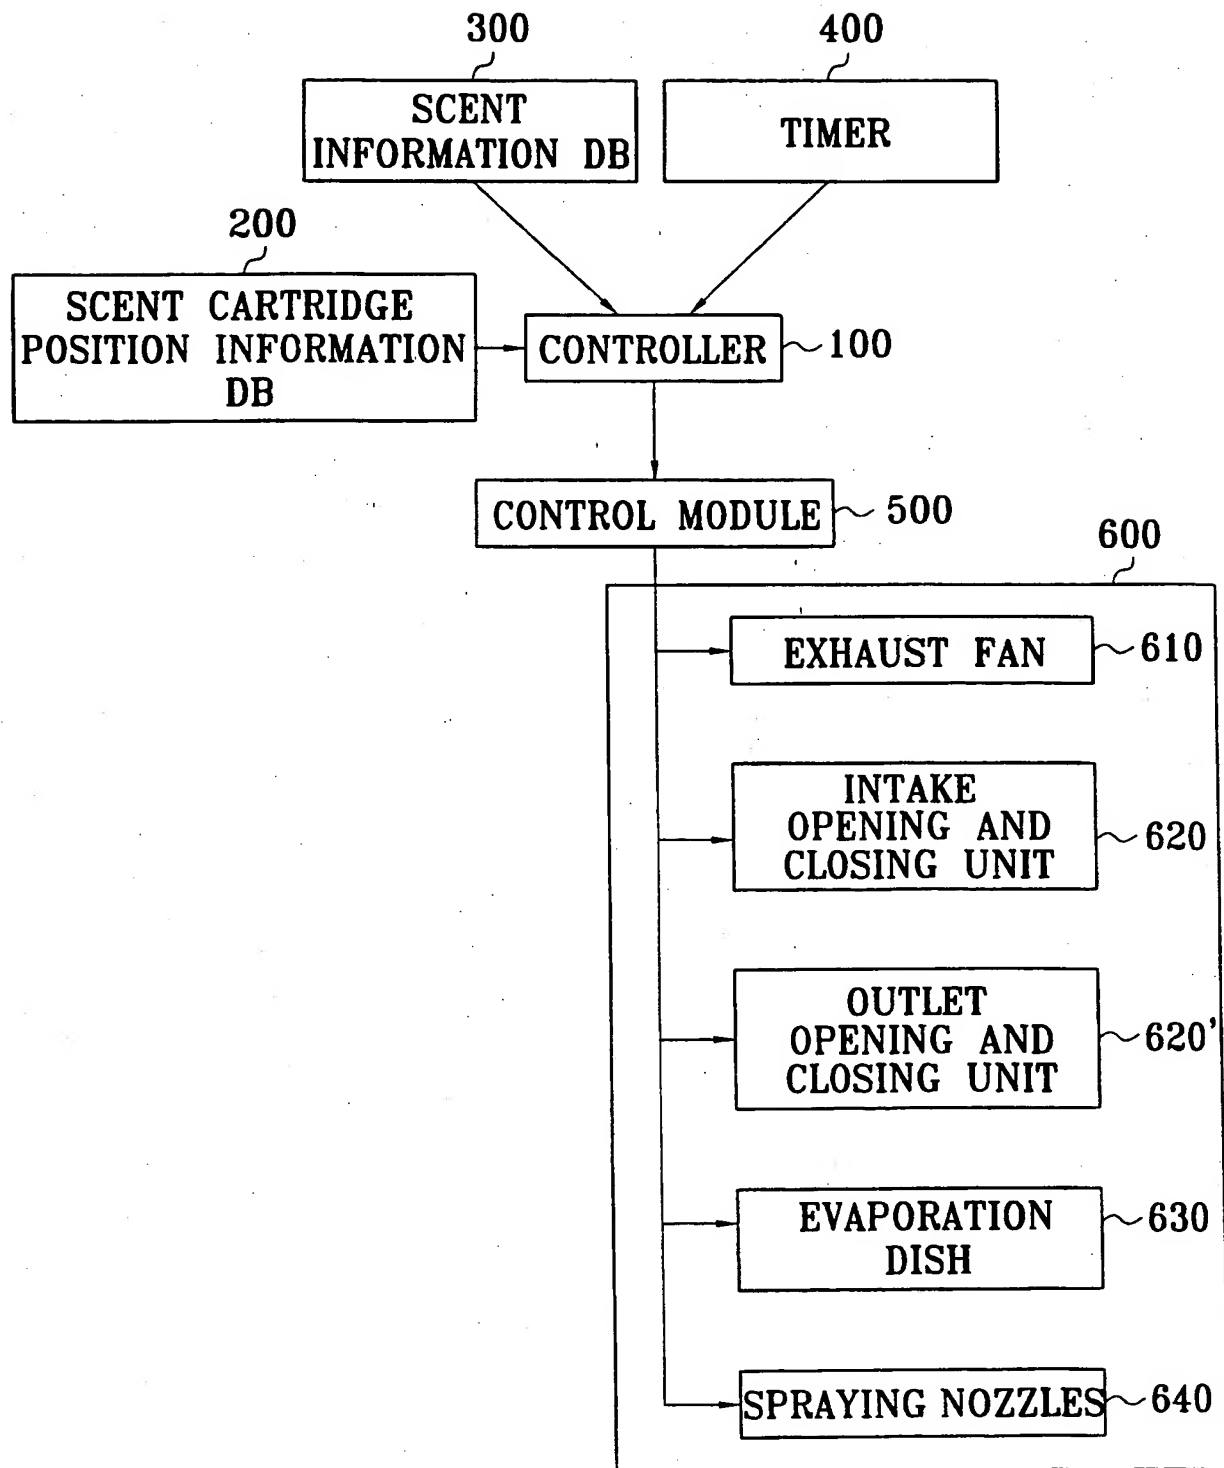 300
400
SCENT
INFORMATION DB
TIMER
200
SCENT CARTRIDGE
POSITION INFORMATION
DB
CONTROLLER
100
CONTROL MODULE
500
600
EXHAUST FAN
610
INTAKE
OPENING AND
CLOSING UNIT
620
OUTLET
OPENING AND
CLOSING UNIT
620'
EVAPORATION
DISH
630
SPRAYING NOZZLES
640